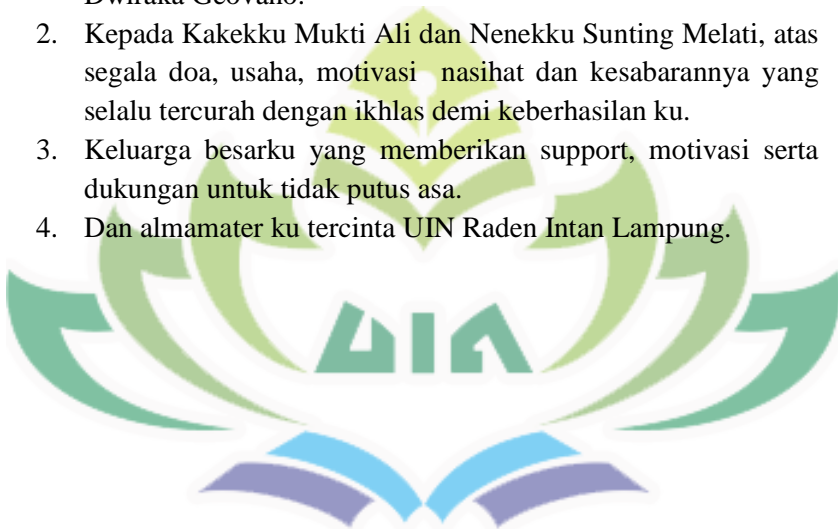 Dwiraka Geovano.
2. Kepada Kakekku Mukti Ali dan Nenekku Sunting Melati, atas
segala doa, usaha, motivasi nasihat dan kesabarannya yang
selalu tercurah dengan ikhlas demi keberhasilan ku.
3. Keluarga besarku yang memberikan support, motivasi serta
dukungan untuk tidak putus asa.
4. Dan almamater ku tercinta UIN Raden Intan Lampung.
UIN